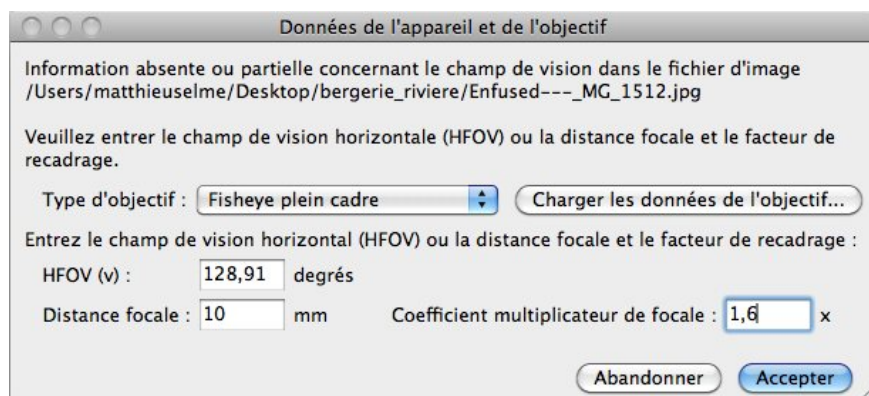 Données de l'appareil et de l'objectif
Information absente ou partielle concernant le champ de vision dans le fichier d'image
/Users/matthieuselme/Desktop/bergerie_riviere/Enfused---_MG_1512.jpg
Veuillez entrer le champ de vision horizontale (HFOV) ou la distance focale et le facteur de
recadrage.
Type d'objectif : Fisheye plein cadre Charger les données de l'objectif...
Entrez le champ de vision horizontal (HFOV) ou la distance focale et le facteur de recadrage :
HFOV (v) : 128,91 degrés
Distance focale : 10 mm Coefficient multiplicateur de focale : 1,6 x
Abandonner Accepter